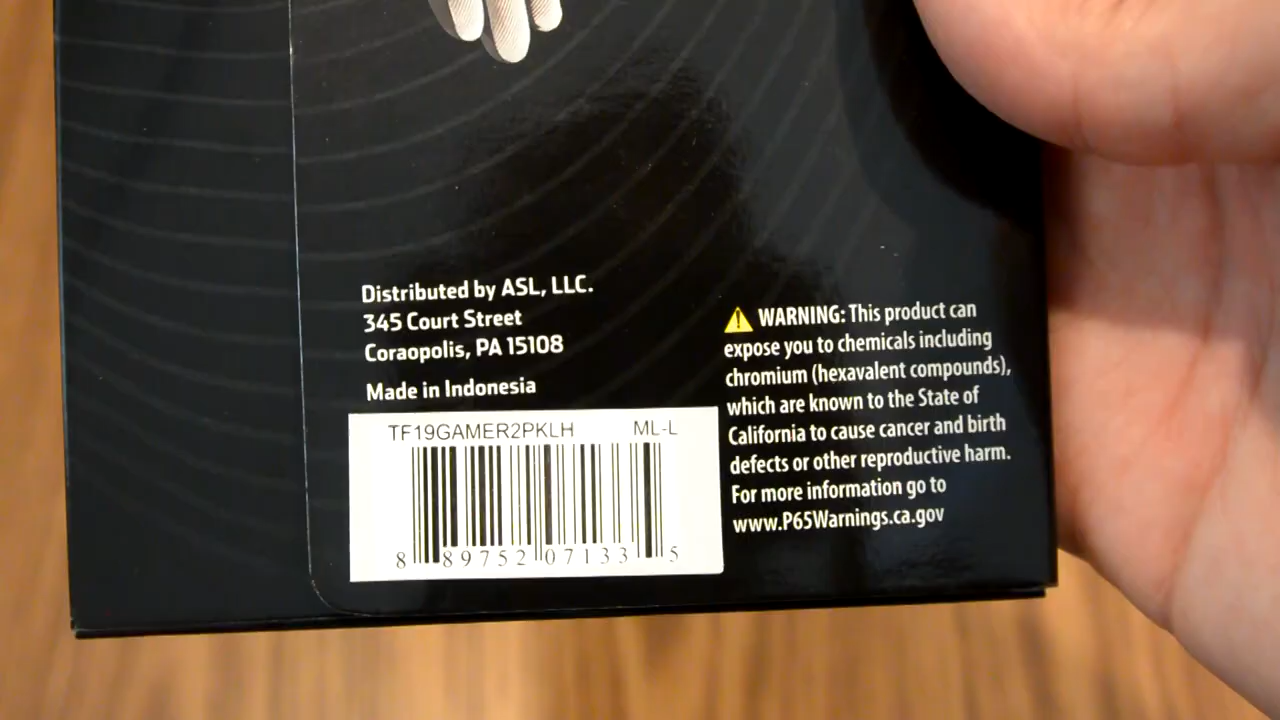 Distributed by ASL, LLC.
345 Court Street
Coraopolis, PA 15108
Made in Indonesia
TF19GAMER2PKLH ML-L
8 89752 07133 5
⚠ WARNING: This product can
expose you to chemicals including
chromium (hexavalent compounds),
which are known to the State of
California to cause cancer and birth
defects or other reproductive harm.
For more information go to
www.P65Warnings.ca.gov